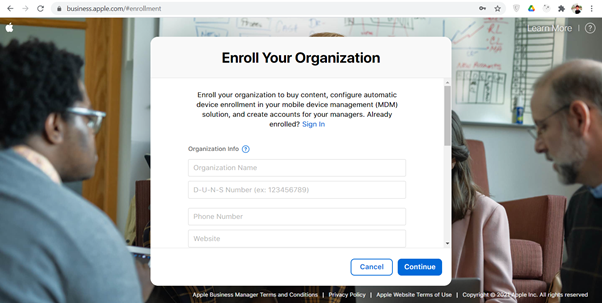 business.apple.com/#enrollment
Learn More | ?
Enroll Your Organization
Enroll your organization to buy content, configure automatic
device enrollment in your mobile device management (MDM)
solution, and create accounts for your managers. Already
enrolled? Sign In
Organization Info ?
Organization Name
D-U-N-S Number (ex: 123456789)
Phone Number
Website
Cancel
Continue
Apple Business Manager Terms and Conditions | Privacy Policy | Apple Website Terms of Use | Copyright © 2021 Apple Inc. All rights reserved